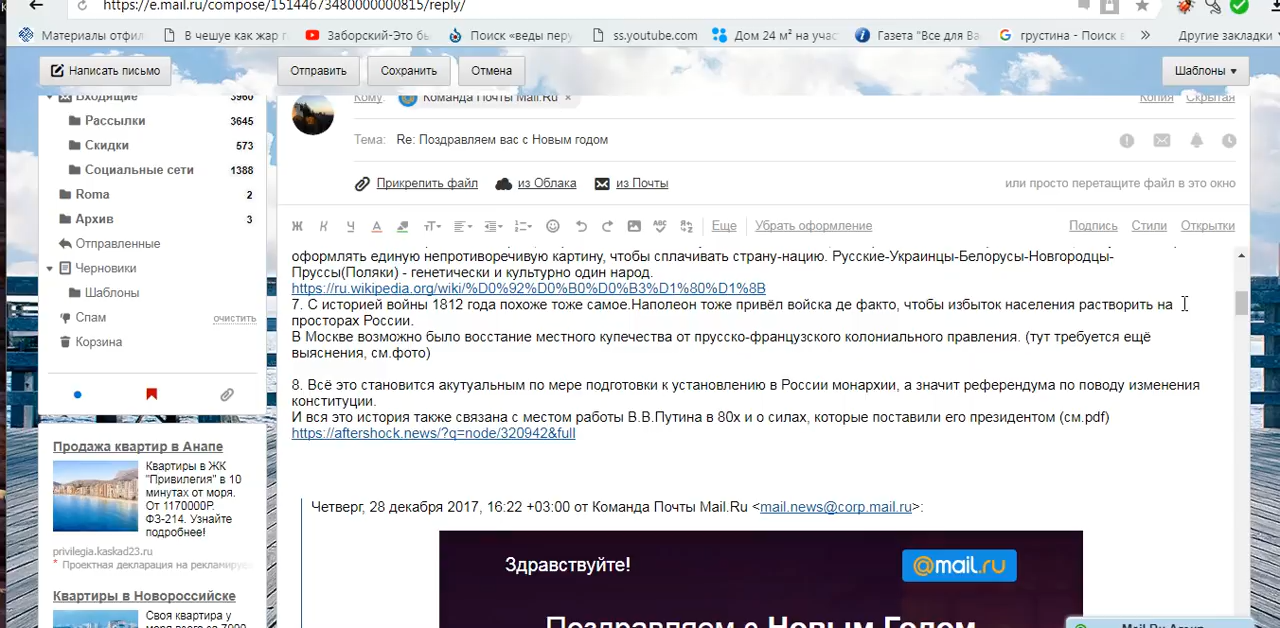 https://e.mail.ru/compose/15144673480000000815/reply/
Материалы отфил
В чешуе как жар г
Заборский-Это бы
Поиск «веды перу
ss.youtube.com
Дом 24 м² на учас
Газета "Все для Ва
грустина - Поиск в
»
Другие закладки
Написать письмо
Отправить
Сохранить
Отмена
Шаблоны
Входящие 3960
Рассылки 3645
Скидки 573
Социальные сети 1388
Roma 2
Архив 3
Отправленные
Черновики
Шаблоны
Спам очистить
Корзина
Продажа квартир в Анапе
Квартиры в ЖК
"Привилегия" в 10
минутах от моря.
От 1170000Р.
ФЗ-214. Узнайте
подробнее!
privilegia.kaskad23.ru
* Проектная декларация на рекламиру
Квартиры в Новороссийске
Своя квартира у
Кому: Команда Почты Mail.Ru × Копия Скрытая
Тема: Re: Поздравляем вас с Новым годом
Прикрепить файл из Облака из Почты или просто перетащите файл в это окно
Ж К Ч А тТ Еще Убрать оформление Подпись Стили Открытки
оформлять единую непротиворечивую картину, чтобы сплачивать страну-нацию. Русские-Украинцы-Белорусы-Новгородцы-
Пруссы(Поляки) - генетически и культурно один народ.
https://ru.wikipedia.org/wiki/%D0%92%D0%B0%D0%B3%D1%80%D1%8B
7. С историей войны 1812 года похоже тоже самое.Наполеон тоже привёл войска де факто, чтобы избыток населения растворить на
просторах России.
В Москве возможно было восстание местного купечества от прусско-французского колониального правления. (тут требуется ещё
выяснения, см.фото)
8. Всё это становится акутуальным по мере подготовки к установлению в России монархии, а значит референдума по поводу изменения
конституции.
И вся это история также связана с местом работы В.В.Путина в 80х и о силах, которые поставили его президентом (см.pdf)
https://aftershock.news/?q=node/320942&full
Четверг, 28 декабря 2017, 16:22 +03:00 от Команда Почты Mail.Ru <mail.news@corp.mail.ru>:
Здравствуйте!
@mail.ru
Поздравляем с Новым Годом